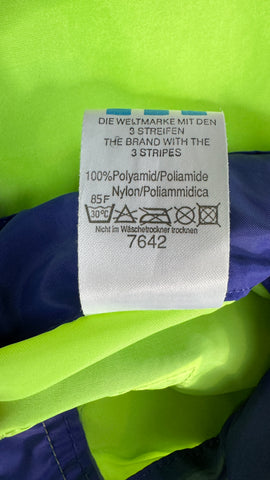 DIE WELTMARKE MIT DEN
3 STREIFEN
THE BRAND WITH THE
3 STRIPES
100%Polyamid/Poliamide
Nylon/Poliammidica
85F
30°C
Nicht im Wäschetrockner trocknen
7642